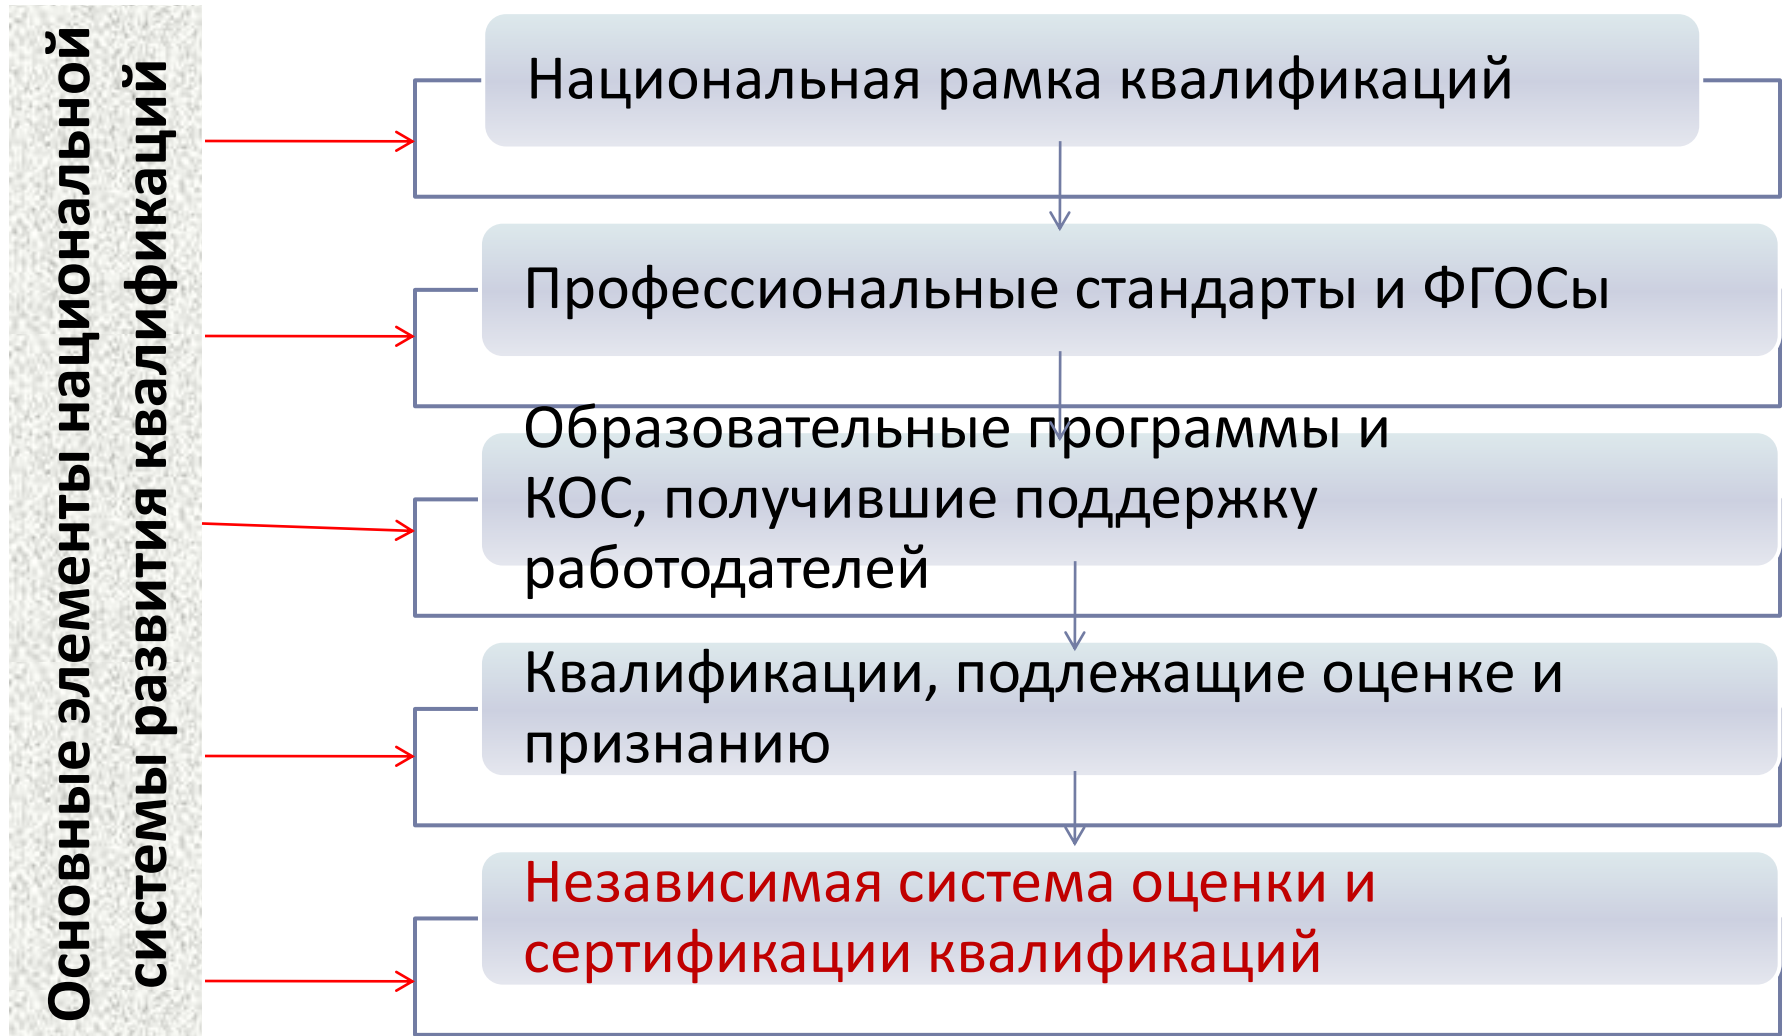 Основные элементы национальной
системы развития квалификаций
Национальная рамка квалификаций
Профессиональные стандарты и ФГОСы
Образовательные программы и
КОС, получившие поддержку
работодателей
Квалификации, подлежащие оценке и
признанию
Независимая система оценки и
сертификации квалификаций